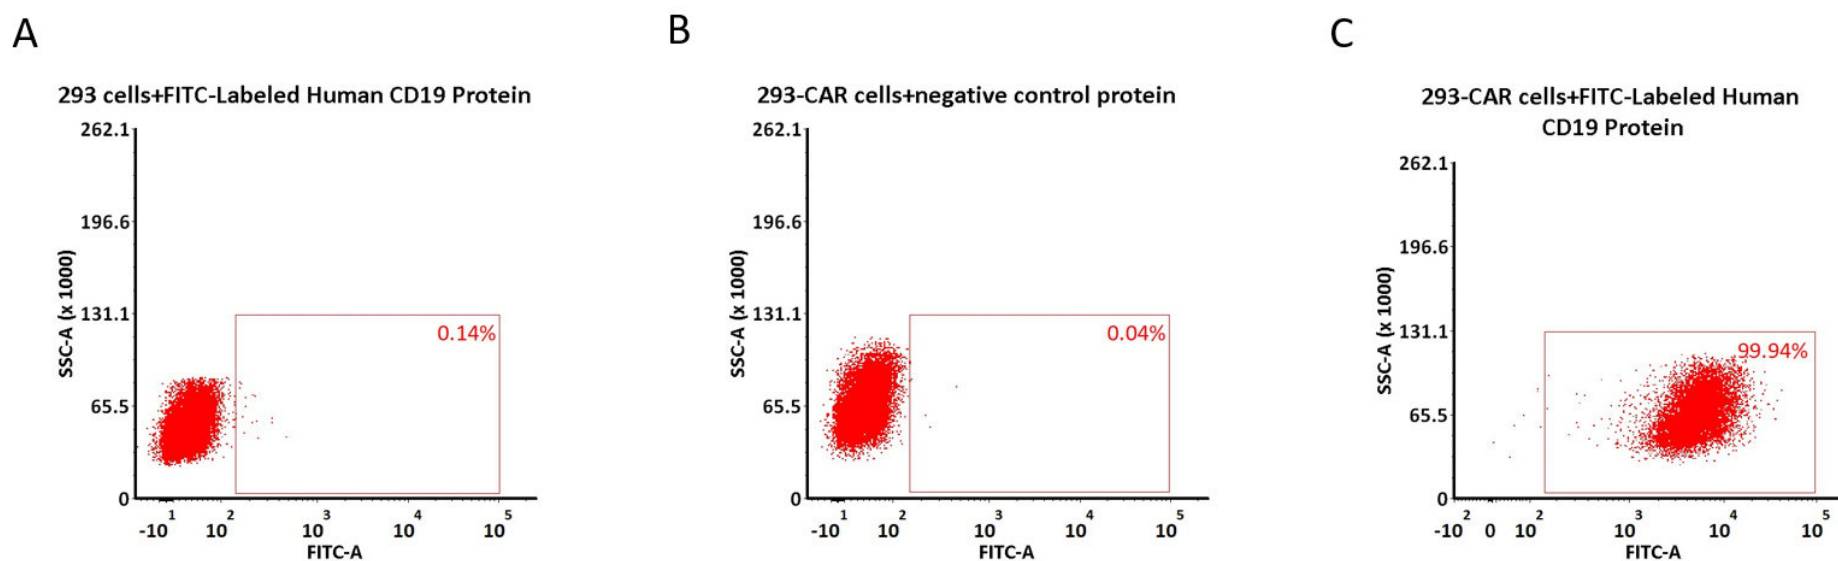 A
B
C
293 cells+FITC-Labeled Human CD19 Protein
262.1
196.6
131.1
65.5
0
SSC-A (x 1000)
0.14%
-10 1 10 2 10 3 10 4 10 5
FITC-A
293-CAR cells+negative control protein
262.1
196.6
131.1
65.5
0
SSC-A (x 1000)
0.04%
-10 1 10 2 10 3 10 4 10 5
FITC-A
293-CAR cells+FITC-Labeled Human
CD19 Protein
262.1
196.6
131.1
65.5
0
SSC-A (x 1000)
99.94%
-10 2 0 10 2 10 3 10 4 10 5
FITC-A